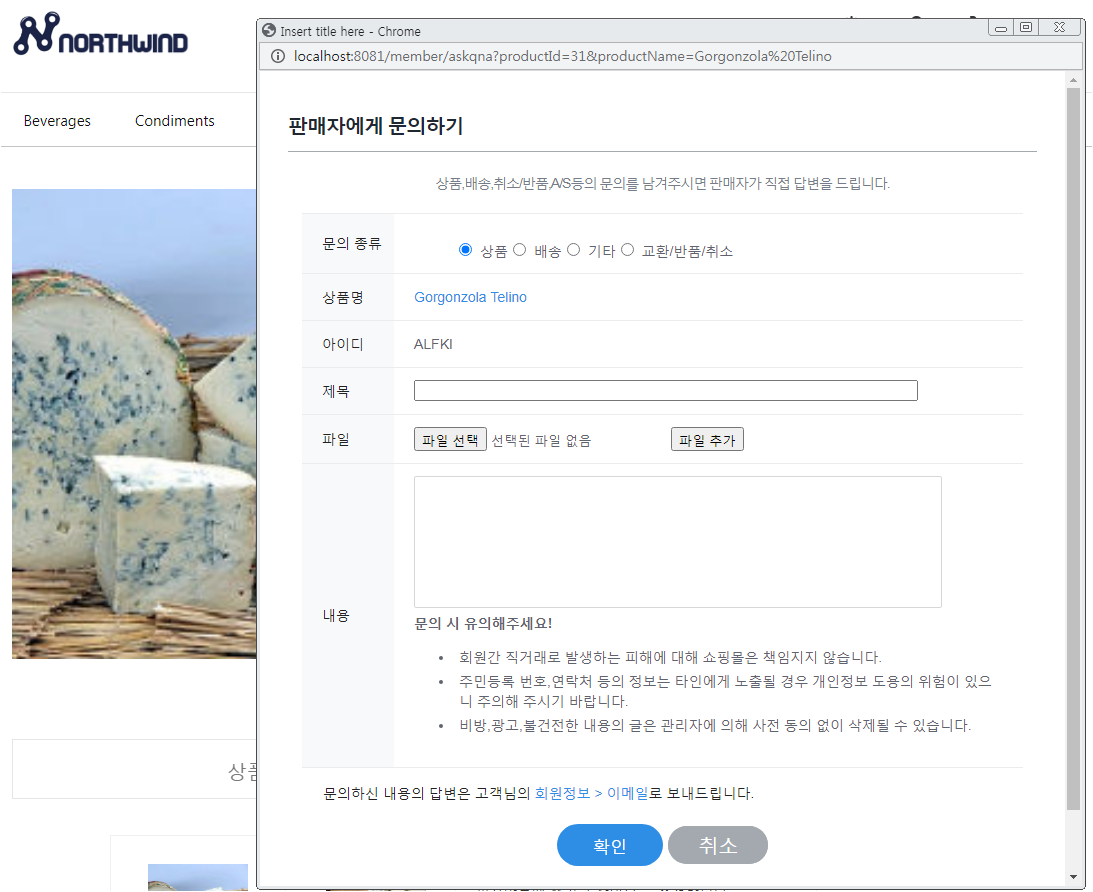 NORTHWIND
Insert title here - Chrome
localhost:8081/member/askqna?productId=31&productName=Gorgonzola%20Telino
Beverages
Condiments
판매자에게 문의하기
상품,배송,취소/반품,A/S등의 문의를 남겨주시면 판매자가 직접 답변을 드립니다.
문의 종류
상품 배송 기타 교환/반품/취소
상품명
Gorgonzola Telino
아이디
ALFKI
제목
파일
파일 선택 선택된 파일 없음 파일 추가
내용
문의 시 유의해주세요!
• 회원간 직거래로 발생하는 피해에 대해 쇼핑몰은 책임지지 않습니다.
• 주민등록 번호,연락처 등의 정보는 타인에게 노출될 경우 개인정보 도용의 위험이 있으
니 주의해 주시기 바랍니다.
• 비방,광고,불건전한 내용의 글은 관리자에 의해 사전 동의 없이 삭제될 수 있습니다.
상품
문의하신 내용의 답변은 고객님의 회원정보 > 이메일로 보내드립니다.
확인
취소